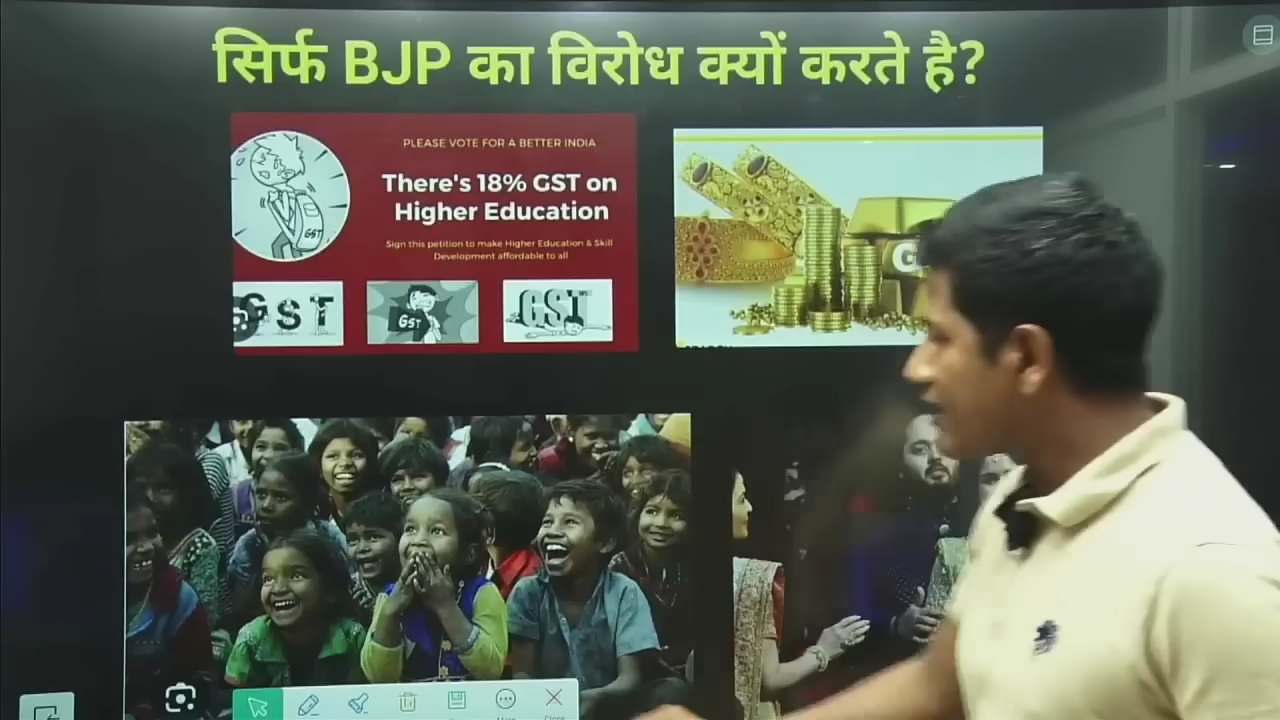 सिर्फ BJP का विरोध क्यों करते है?
PLEASE VOTE FOR A BETTER INDIA
There's 18% GST on
Higher Education
Sign this petition to make Higher Education & Skill
Development affordable to all
GST
GST
GST
GST